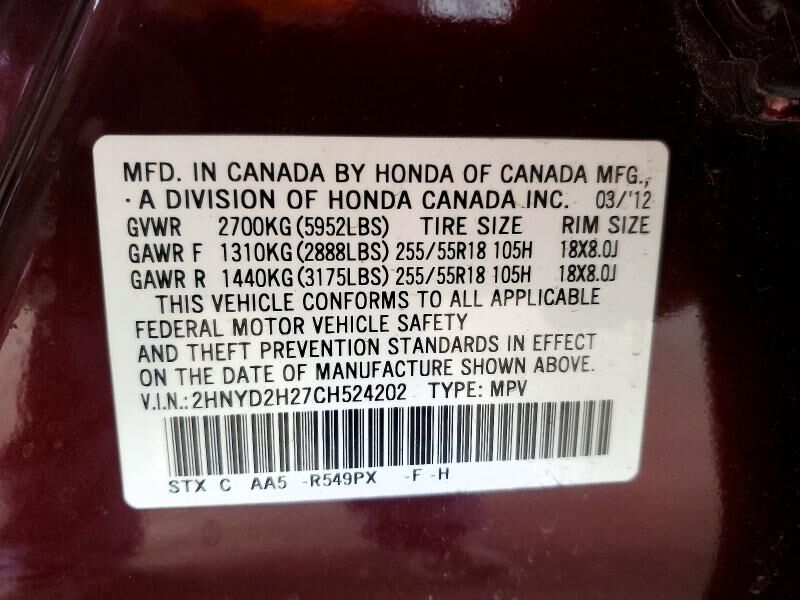 MFD. IN CANADA BY HONDA OF CANADA MFG.,
· A DIVISION OF HONDA CANADA INC. 03/'12
GVWR 2700KG (5952LBS) TIRE SIZE RIM SIZE
GAWR F 1310KG (2888LBS) 255/55R18 105H 18X8.0J
GAWR R 1440KG (3175LBS) 255/55R18 105H 18X8.0J
THIS VEHICLE CONFORMS TO ALL APPLICABLE
FEDERAL MOTOR VEHICLE SAFETY
AND THEFT PREVENTION STANDARDS IN EFFECT
ON THE DATE OF MANUFACTURE SHOWN ABOVE.
V.I.N.: 2HNYD2H27CH524202 TYPE: MPV
STX C AA5 -R549PX -F -H